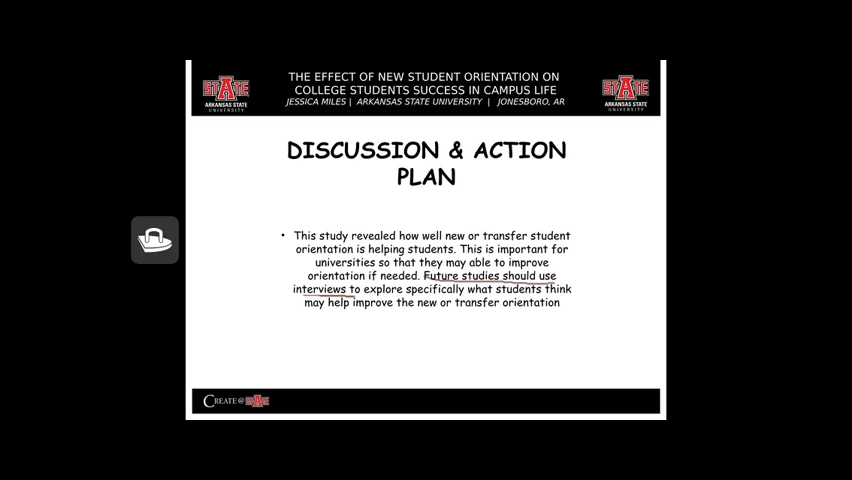 THE EFFECT OF NEW STUDENT ORIENTATION ON
COLLEGE STUDENTS SUCCESS IN CAMPUS LIFE
JESSICA MILES | ARKANSAS STATE UNIVERSITY | JONESBORO, AR
STATE
ARKANSAS STATE
UNIVERSITY
STATE
ARKANSAS STATE
UNIVERSITY
DISCUSSION & ACTION
PLAN
• This study revealed how well new or transfer student
orientation is helping students. This is important for
universities so that they may able to improve
orientation if needed. Future studies should use
interviews to explore specifically what students think
may help improve the new or transfer orientation
CREATE@STATE